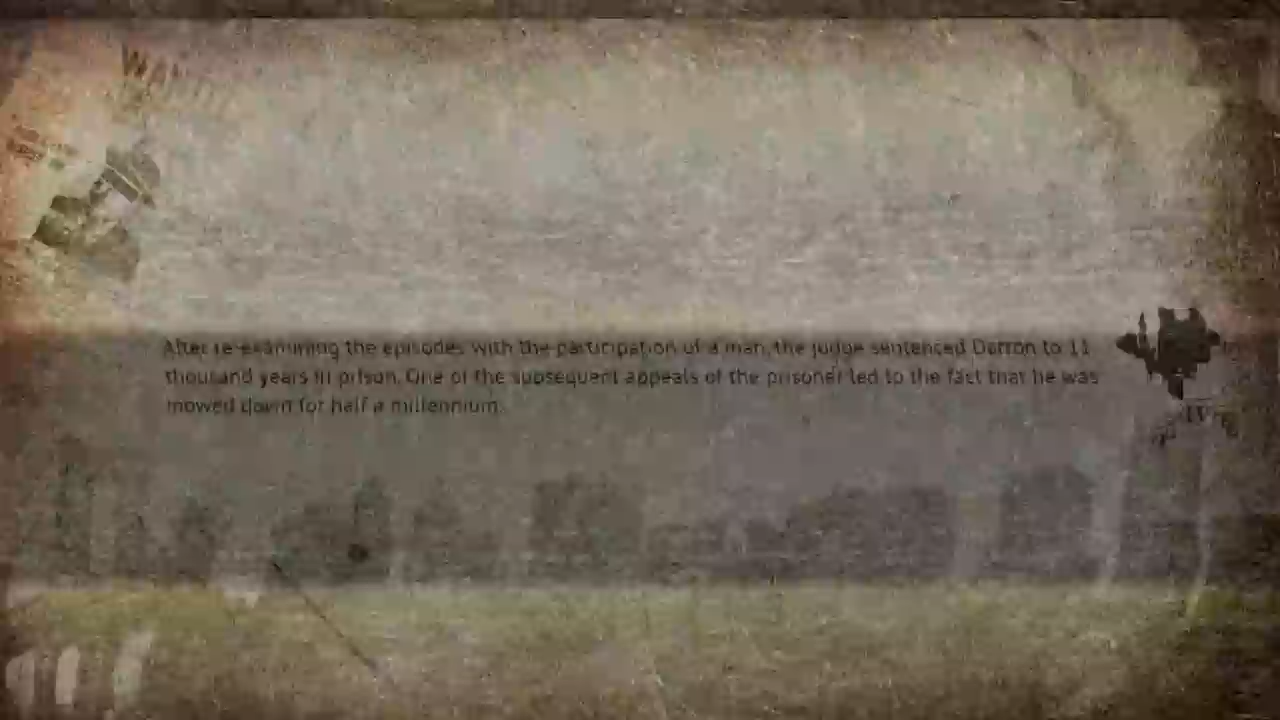 After re-examining the episodes with the participation of a man, the judge sentenced Darron to 11
thousand years in prison. One of the subsequent appeals of the prisoner led to the fact that he was
mowed down for half a millennium.